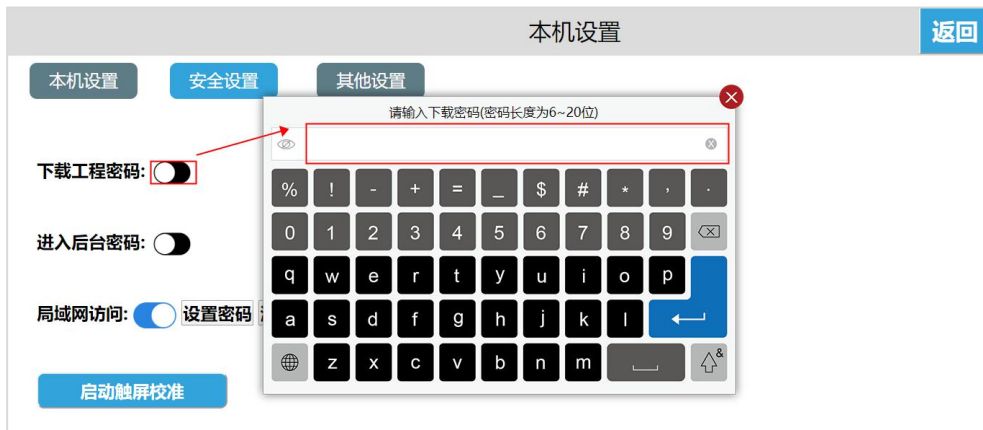 本机设置
返回
本机设置 安全设置 其他设置
请输入下载密码(密码长度为6~20位)
下载工程密码:
% ! - + = _ $ # * , .
进入后台密码:
0 1 2 3 4 5 6 7 8 9
q w e r t y u i o p
局域网访问: 设置密码
a s d f g h j k l
z x c v b n m &
启动触屏校准